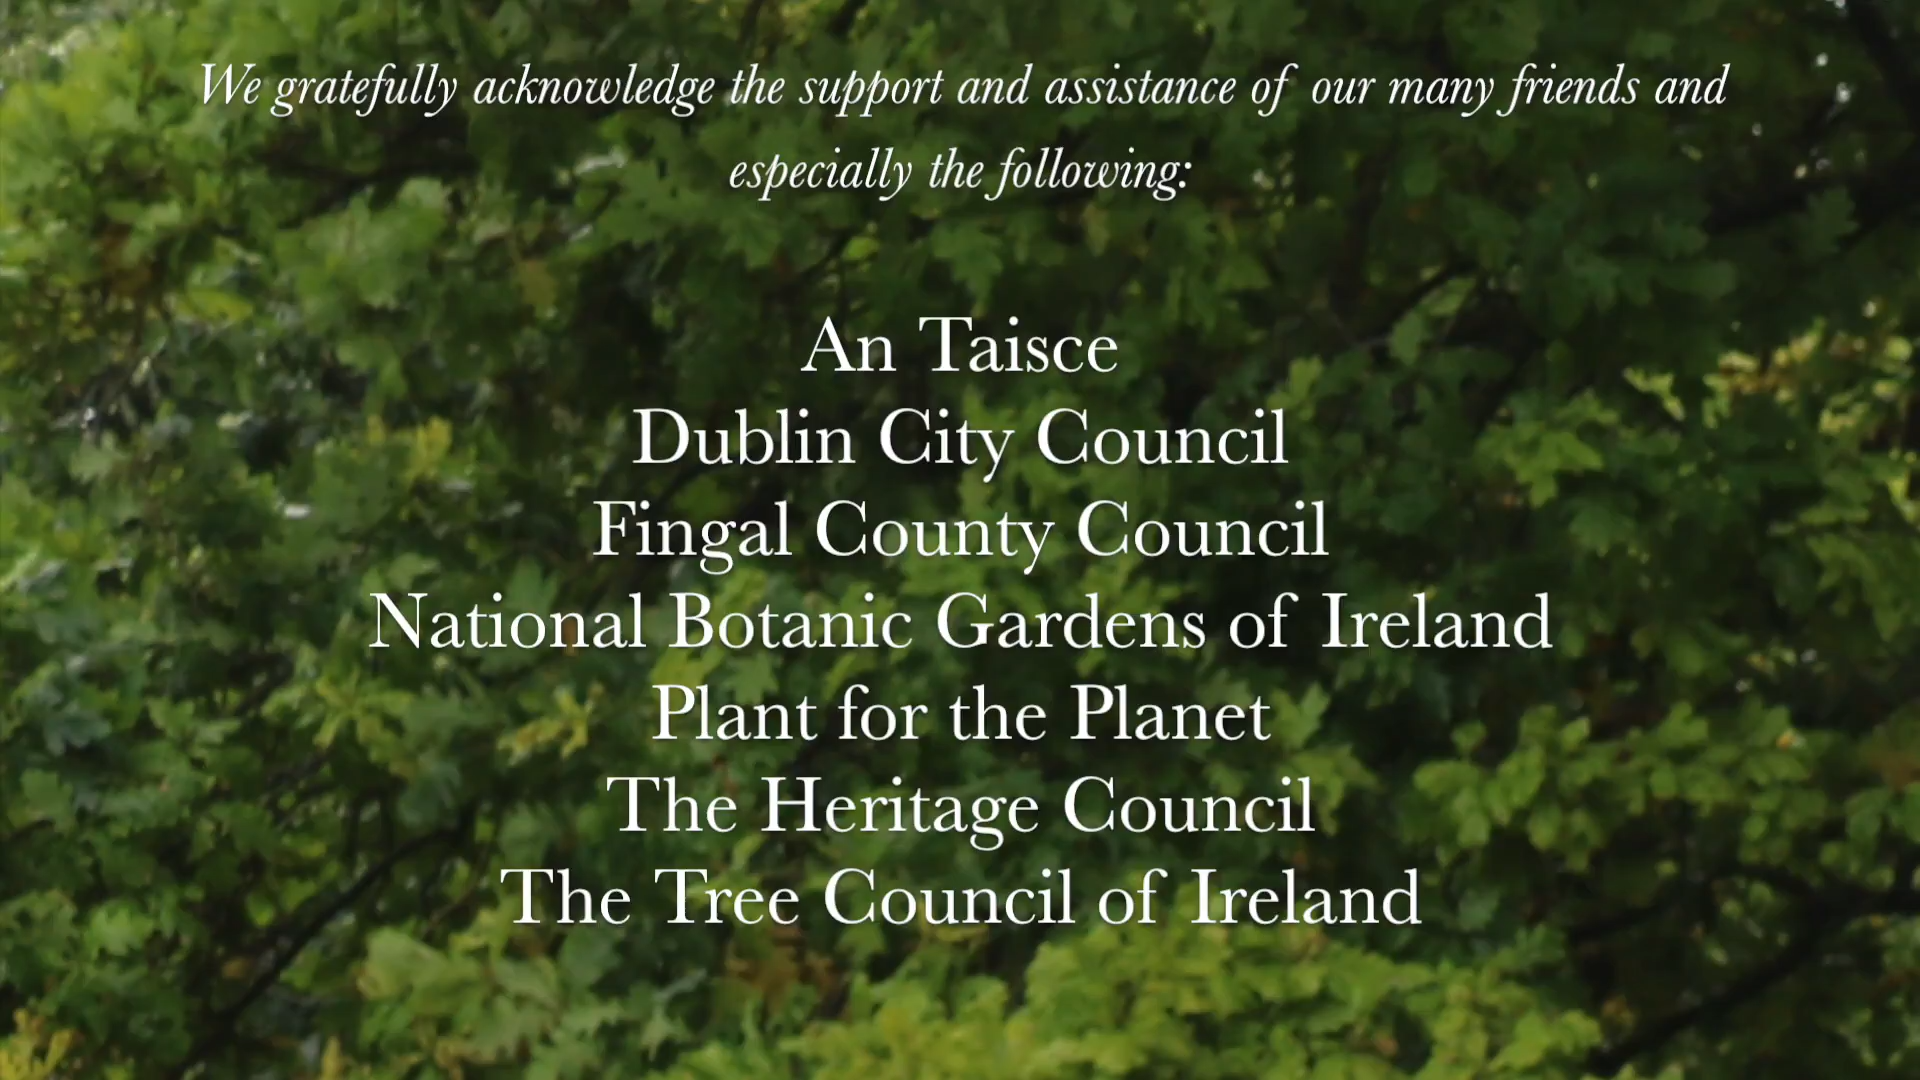 We gratefully acknowledge the support and assistance of our many friends and
especially the following:
An Taisce
Dublin City Council
Fingal County Council
National Botanic Gardens of Ireland
Plant for the Planet
The Heritage Council
The Tree Council of Ireland